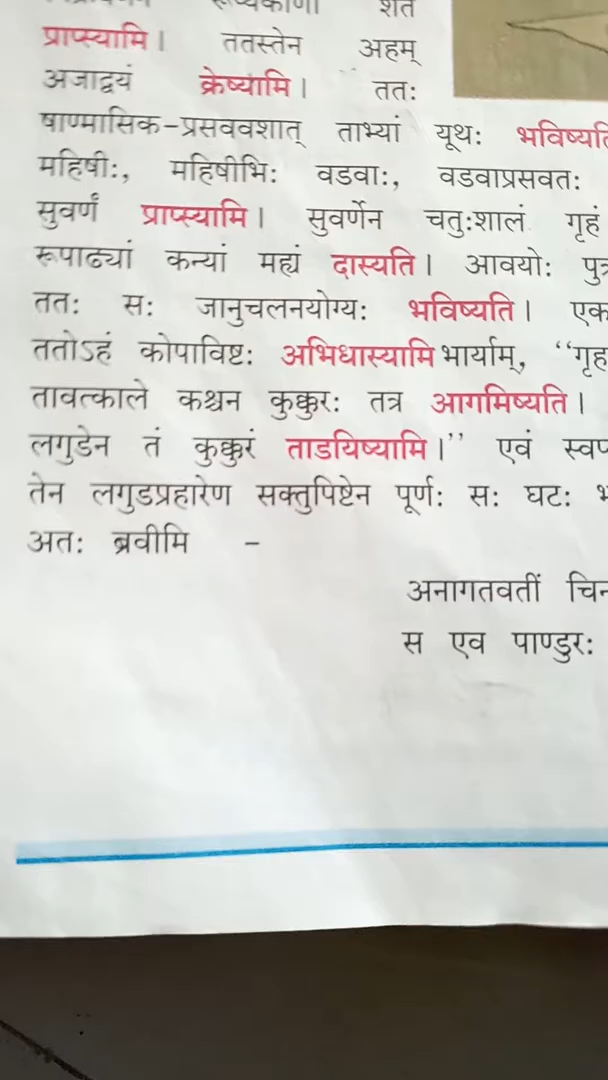 शत
प्राप्स्यामि। ततस्तेन अहम्
अजाद्वयं क्रेष्यामि। ततः
षाण्मासिक-प्रसववशात् ताभ्यां यूथः
महिषीः, महिषीभिः वडवाः, वडवाप्रसवतः
सुवर्णं प्राप्स्यामि। सुवर्णेन चतुःशालं गृहं
रूपाढ्यां कन्यां मह्यं दास्यति। आवयोः
ततः सः जानुचलनयोग्यः भविष्यति। एक
ततोऽहं कोपाविष्टः अभिधास्यामि भार्याम्, “गृह
तावत्काले कश्चन कुक्कुरः तत्र आगमिष्यति।
लगुडेन तं कुक्कुरं ताडयिष्यामि।” एवं
तेन लगुडप्रहारेण सक्तुपिष्टेन पूर्णः सः घटः
अतः ब्रवीमि -
अनागतवतीं
स एव पाण्डुरः